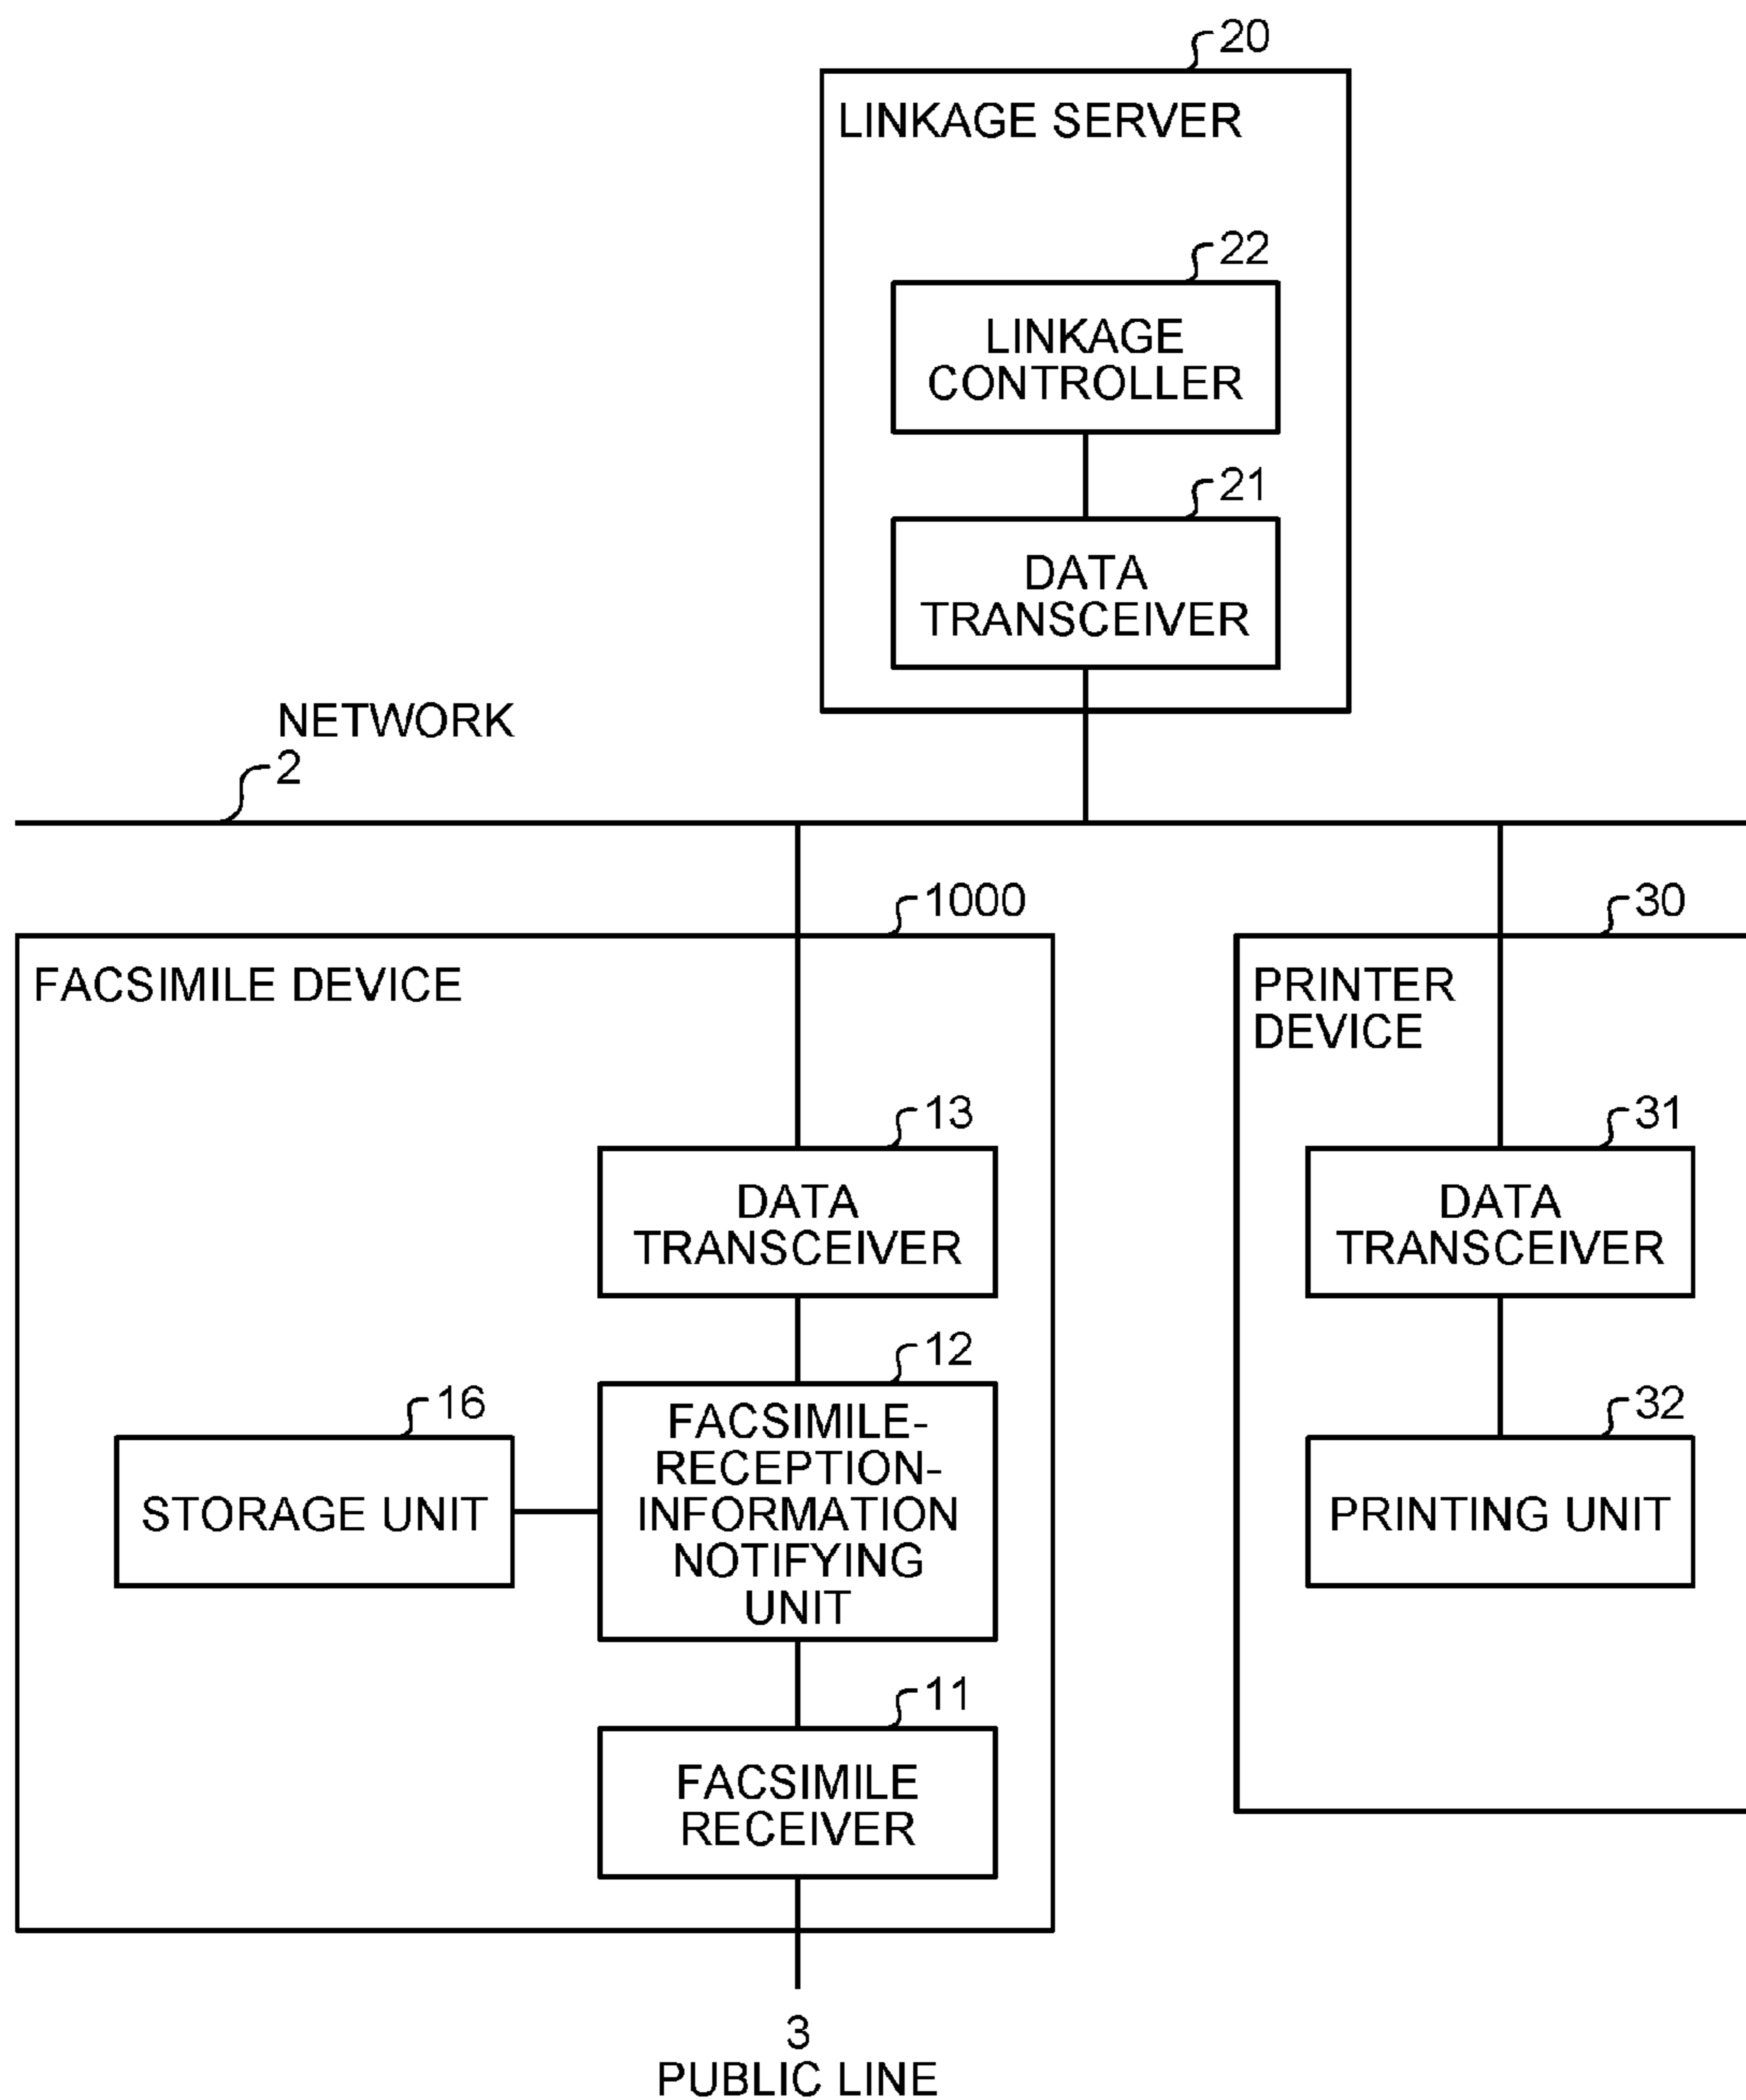 20
LINKAGE SERVER
22
LINKAGE
CONTROLLER
21
DATA
TRANSCEIVER
NETWORK
2
1000
FACSIMILE DEVICE
13
DATA
TRANSCEIVER
12
FACSIMILE-
RECEPTION-
INFORMATION
NOTIFYING
UNIT
16
STORAGE UNIT
11
FACSIMILE
RECEIVER
3
PUBLIC LINE
30
PRINTER
DEVICE
31
DATA
TRANSCEIVER
32
PRINTING UNIT